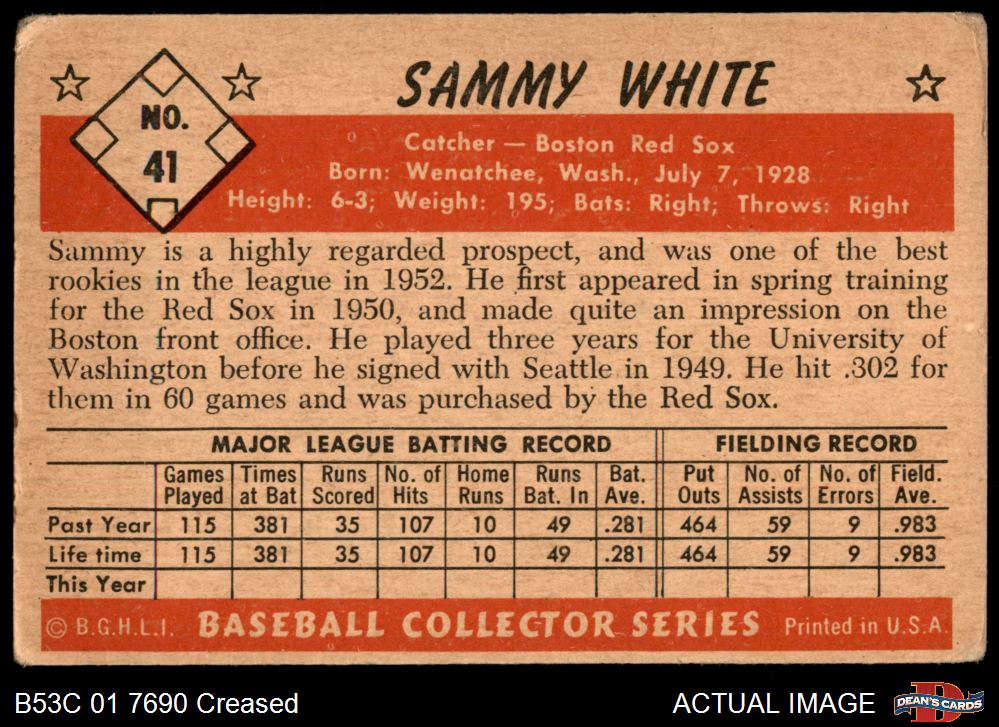 SAMMY WHITE
NO.
41
Catcher — Boston Red Sox
Born: Wenatchee, Wash., July 7, 1928
Height: 6-3; Weight: 195; Bats: Right; Throws: Right
Sammy is a highly regarded prospect, and was one of the best
rookies in the league in 1952. He first appeared in spring training
for the Red Sox in 1950, and made quite an impression on the
Boston front office. He played three years for the University of
Washington before he signed with Seattle in 1949. He hit .302 for
them in 60 games and was purchased by the Red Sox.
MAJOR LEAGUE BATTING RECORD FIELDING RECORD
Games Times Runs No. of Home Runs Bat. Put No. of No. of Field.
Played at Bat Scored Hits Runs Bat. In Ave. Outs Assists Errors Ave.
Past Year 115 381 35 107 10 49 .281 464 59 9 .983
Life time 115 381 35 107 10 49 .281 464 59 9 .983
This Year
© B.G.H.L.I. BASEBALL COLLECTOR SERIES Printed in U.S.A.
B53C 01 7690 Creased ACTUAL IMAGE D DEAN'S CARDS